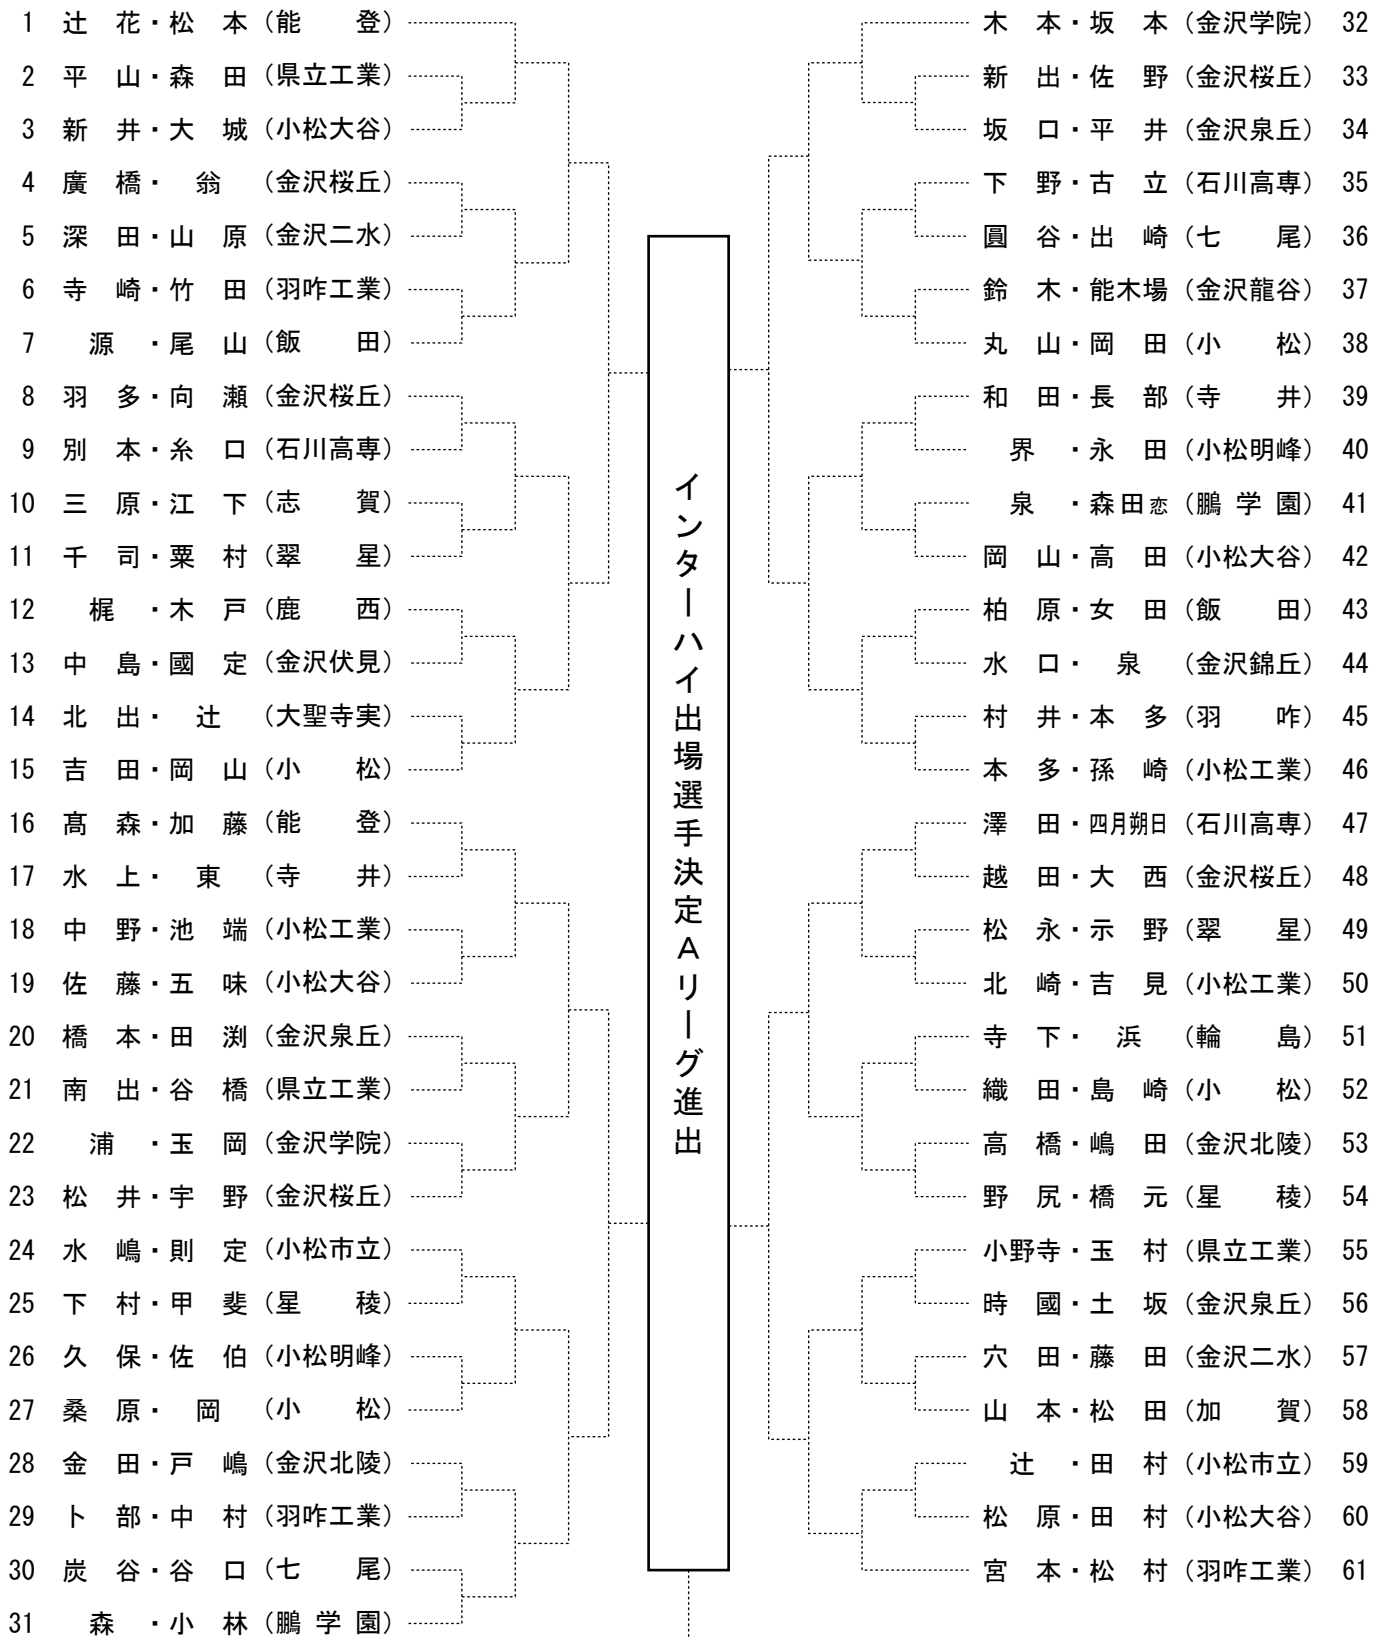 1 辻 花・松 本 (能 登)
2 平 山・森 田 (県立工業)
3 新 井・大 城 (小松大谷)
4 廣 橋・ 翁 (金沢桜丘)
5 深 田・山 原 (金沢二水)
6 寺 崎・竹 田 (羽咋工業)
7 源 ・尾 山 (飯 田)
8 羽 多・向 瀬 (金沢桜丘)
9 別 本・糸 口 (石川高専)
10 三 原・江 下 (志 賀)
11 千 司・粟 村 (翠 星)
12 梶 ・木 戸 (鹿 西)
13 中 島・國 定 (金沢伏見)
14 北 出・ 辻 (大聖寺実)
15 吉 田・岡 山 (小 松)
16 髙 森・加 藤 (能 登)
17 水 上・ 東 (寺 井)
18 中 野・池 端 (小松工業)
19 佐 藤・五 味 (小松大谷)
20 橋 本・田 渕 (金沢泉丘)
21 南 出・谷 橋 (県立工業)
22 浦 ・玉 岡 (金沢学院)
23 松 井・宇 野 (金沢桜丘)
24 水 嶋・則 定 (小松市立)
25 下 村・甲 斐 (星 稜)
26 久 保・佐 伯 (小松明峰)
27 桑 原・ 岡 (小 松)
28 金 田・戸 嶋 (金沢北陵)
29 卜 部・中 村 (羽咋工業)
30 炭 谷・谷 口 (七 尾)
31 森 ・小 林 (鵬 学 園)
インターハイ出場選手決定Aリーグ進出
木 本・坂 本 (金沢学院) 32
新 出・佐 野 (金沢桜丘) 33
坂 口・平 井 (金沢泉丘) 34
下 野・古 立 (石川高専) 35
圓 谷・出 崎 (七 尾) 36
鈴 木・能木場 (金沢龍谷) 37
丸 山・岡 田 (小 松) 38
和 田・長 部 (寺 井) 39
界 ・永 田 (小松明峰) 40
泉 ・森田恋 (鵬 学 園) 41
岡 山・高 田 (小松大谷) 42
柏 原・女 田 (飯 田) 43
水 口・ 泉 (金沢錦丘) 44
村 井・本 多 (羽 咋) 45
本 多・孫 崎 (小松工業) 46
澤 田・四月朔日 (石川高専) 47
越 田・大 西 (金沢桜丘) 48
松 永・示 野 (翠 星) 49
北 崎・吉 見 (小松工業) 50
寺 下・ 浜 (輪 島) 51
織 田・島 崎 (小 松) 52
高 橋・嶋 田 (金沢北陵) 53
野 尻・橋 元 (星 稜) 54
小野寺・玉 村 (県立工業) 55
時 國・土 坂 (金沢泉丘) 56
穴 田・藤 田 (金沢二水) 57
山 本・松 田 (加 賀) 58
辻 ・田 村 (小松市立) 59
松 原・田 村 (小松大谷) 60
宮 本・松 村 (羽咋工業) 61